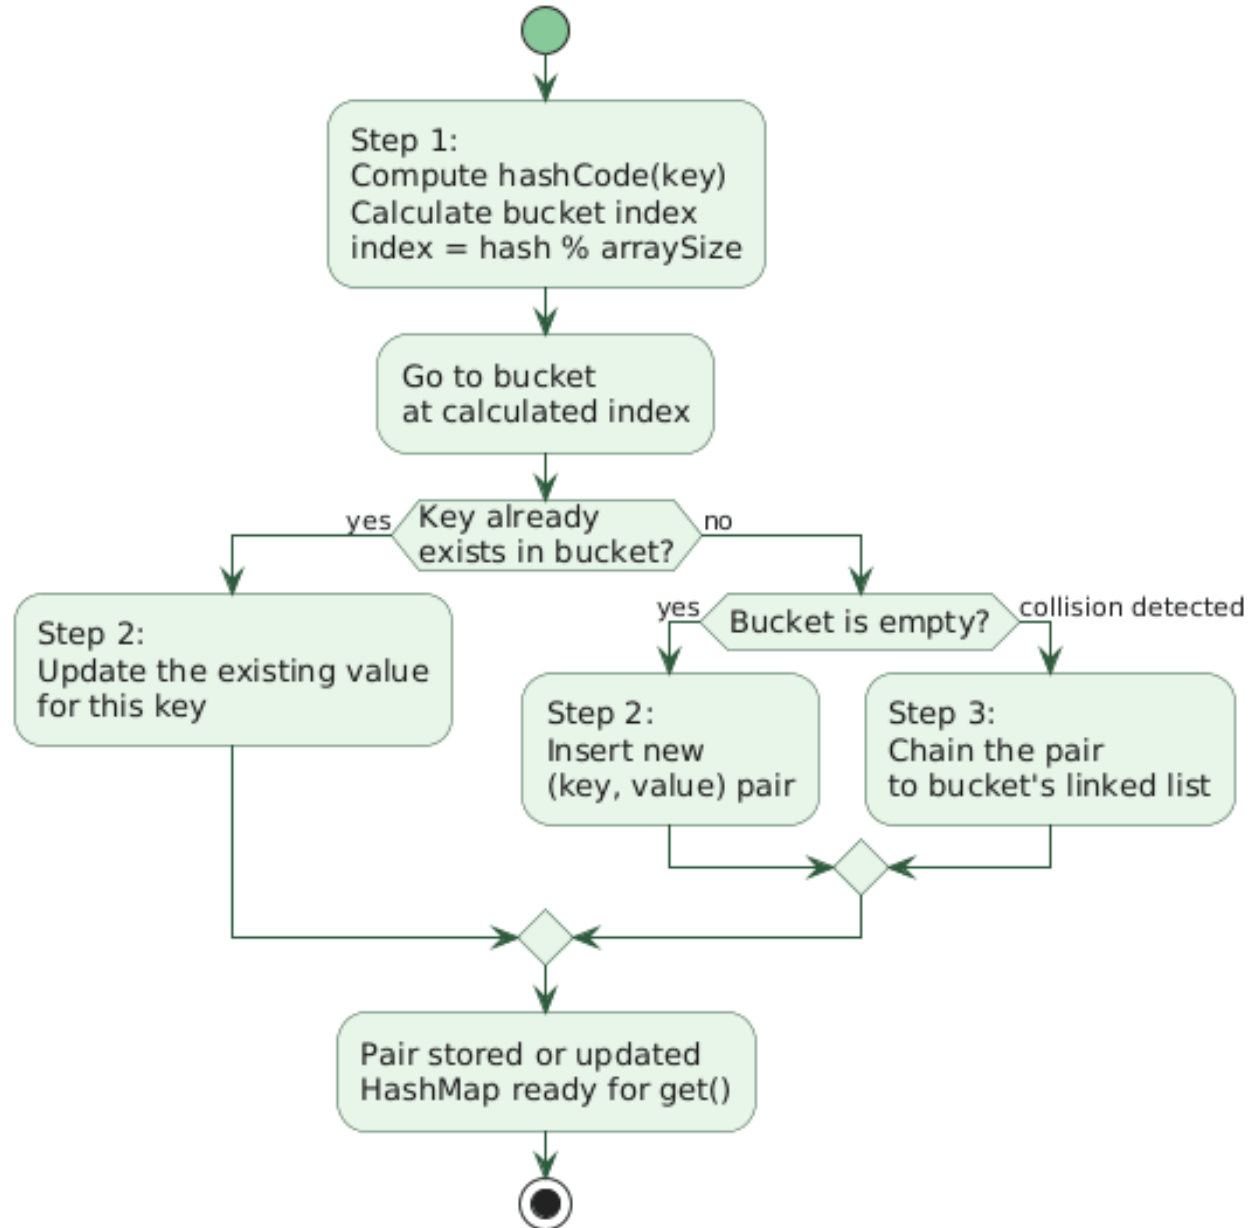 Step 1:
Compute hashCode(key)
Calculate bucket index
index = hash % arraySize
Go to bucket
at calculated index
yes
Key already
exists in bucket?
no
Step 2:
Update the existing value
for this key
yes
Bucket is empty?
collision detected
Step 2:
Insert new
(key, value) pair
Step 3:
Chain the pair
to bucket's linked list
Pair stored or updated
HashMap ready for get()